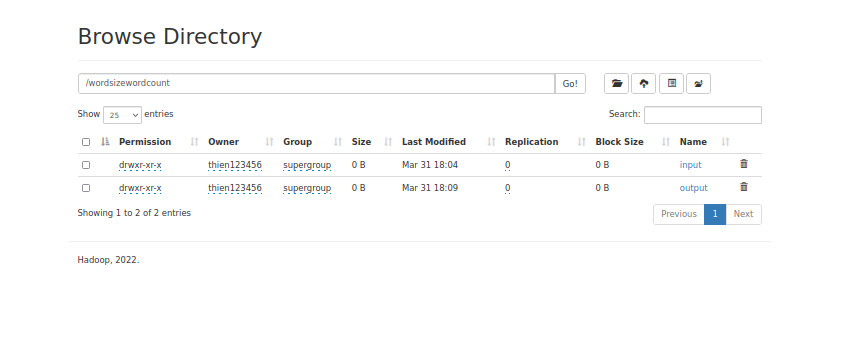 Browse Directory
/wordsizewordcount Go!
Show 25 entries Search:
Permission Owner Group Size Last Modified Replication Block Size Name
drwxr-xr-x thien123456 supergroup 0 B Mar 31 18:04 0 0 B input
drwxr-xr-x thien123456 supergroup 0 B Mar 31 18:09 0 0 B output
Showing 1 to 2 of 2 entries Previous 1 Next
Hadoop, 2022.